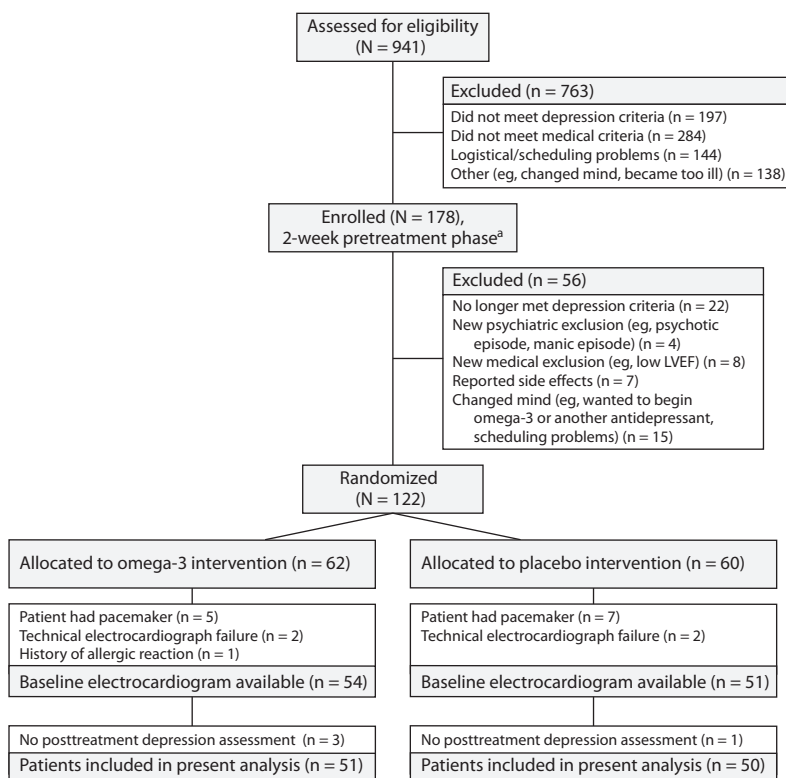 Assessed for eligibility
(N = 941)
Excluded (n = 763)
Did not meet depression criteria (n = 197)
Did not meet medical criteria (n = 284)
Logistical/scheduling problems (n = 144)
Other (eg, changed mind, became too ill) (n = 138)
Enrolled (N = 178),
2-week pretreatment phaseᵃ
Excluded (n = 56)
No longer met depression criteria (n = 22)
New psychiatric exclusion (eg, psychotic
episode, manic episode) (n = 4)
New medical exclusion (eg, low LVEF) (n = 8)
Reported side effects (n = 7)
Changed mind (eg, wanted to begin
omega-3 or another antidepressant,
scheduling problems) (n = 15)
Randomized
(N = 122)
Allocated to omega-3 intervention (n = 62)
Patient had pacemaker (n = 5)
Technical electrocardiograph failure (n = 2)
History of allergic reaction (n = 1)
Baseline electrocardiogram available (n = 54)
No posttreatment depression assessment (n = 3)
Patients included in present analysis (n = 51)
Allocated to placebo intervention (n = 60)
Patient had pacemaker (n = 7)
Technical electrocardiograph failure (n = 2)
Baseline electrocardiogram available (n = 51)
No posttreatment depression assessment (n = 1)
Patients included in present analysis (n = 50)